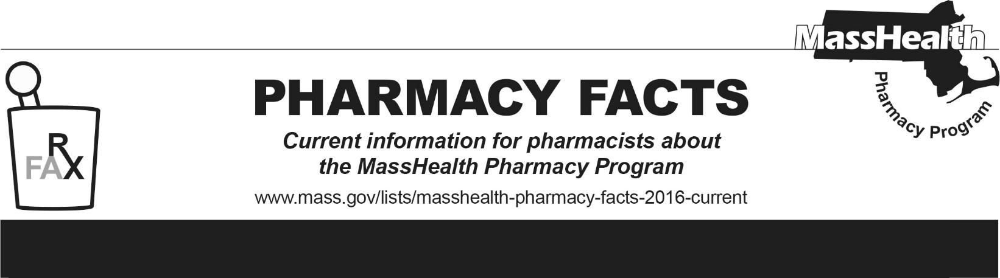 MassHealth
Pharmacy Program
PHARMACY FACTS
Current information for pharmacists about
the MassHealth Pharmacy Program
www.mass.gov/lists/masshealth-pharmacy-facts-2016-current
R
FAX